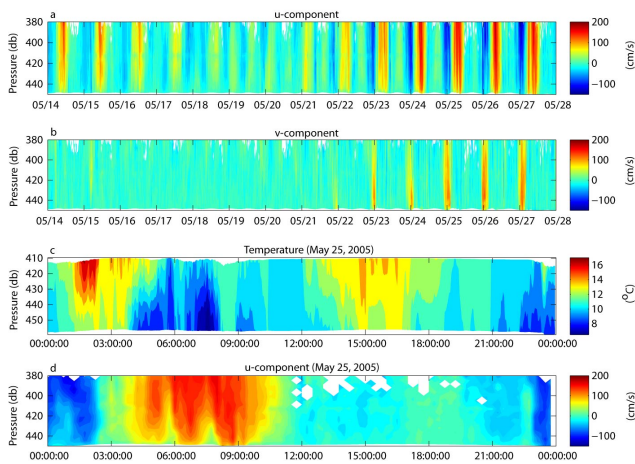 a u-component
380
400
420
440
Pressure (db)
05/14 05/15 05/16 05/17 05/18 05/19 05/20 05/21 05/22 05/23 05/24 05/25 05/26 05/27 05/28
200
100
0
−100
(cm/s)
b v-component
380
400
420
440
Pressure (db)
05/14 05/15 05/16 05/17 05/18 05/19 05/20 05/21 05/22 05/23 05/24 05/25 05/26 05/27 05/28
200
100
0
−100
(cm/s)
c Temperature (May 25, 2005)
410
420
430
440
450
Pressure (db)
00:00:00 03:00:00 06:00:00 09:00:00 12:00:00 15:00:00 18:00:00 21:00:00 00:00:00
16
14
12
10
8
(°C)
d u-component (May 25, 2005)
380
400
420
440
Pressure (db)
00:00:00 03:00:00 06:00:00 09:00:00 12:00:00 15:00:00 18:00:00 21:00:00 00:00:00
200
100
0
−100
(cm/s)